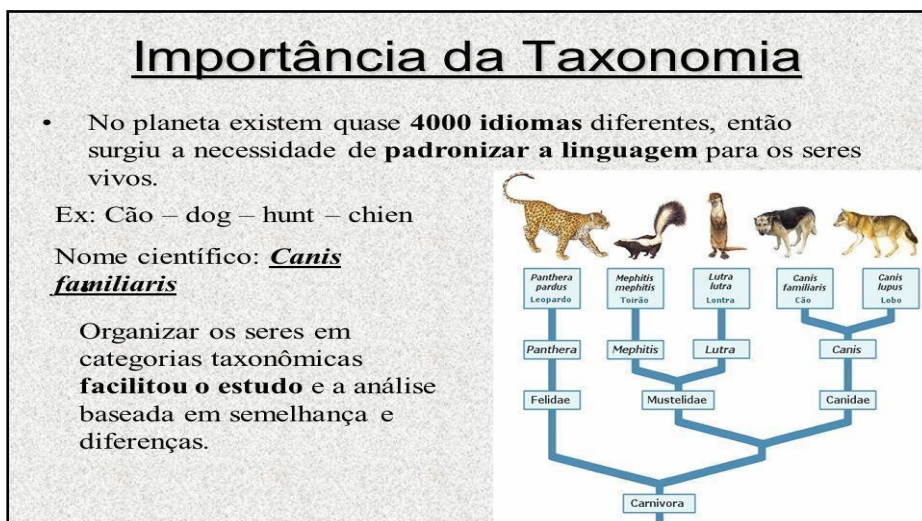 Importância da Taxonomia
• No planeta existem quase 4000 idiomas diferentes, então
surgiu a necessidade de padronizar a linguagem para os seres
vivos.
Ex: Cão – dog – hunt – chien
Nome científico: Canis
familiaris
Organizar os seres em
categorias taxonômicas
facilitou o estudo e a análise
baseada em semelhança e
diferenças.
Panthera
pardus
Leopardo
Mephitis
mephitis
Toirão
Lutra
lutra
Lontra
Canis
familiaris
Cão
Canis
lupus
Lobo
Panthera
Mephitis
Lutra
Canis
Felidae
Mustelidae
Canidae
Carnivora